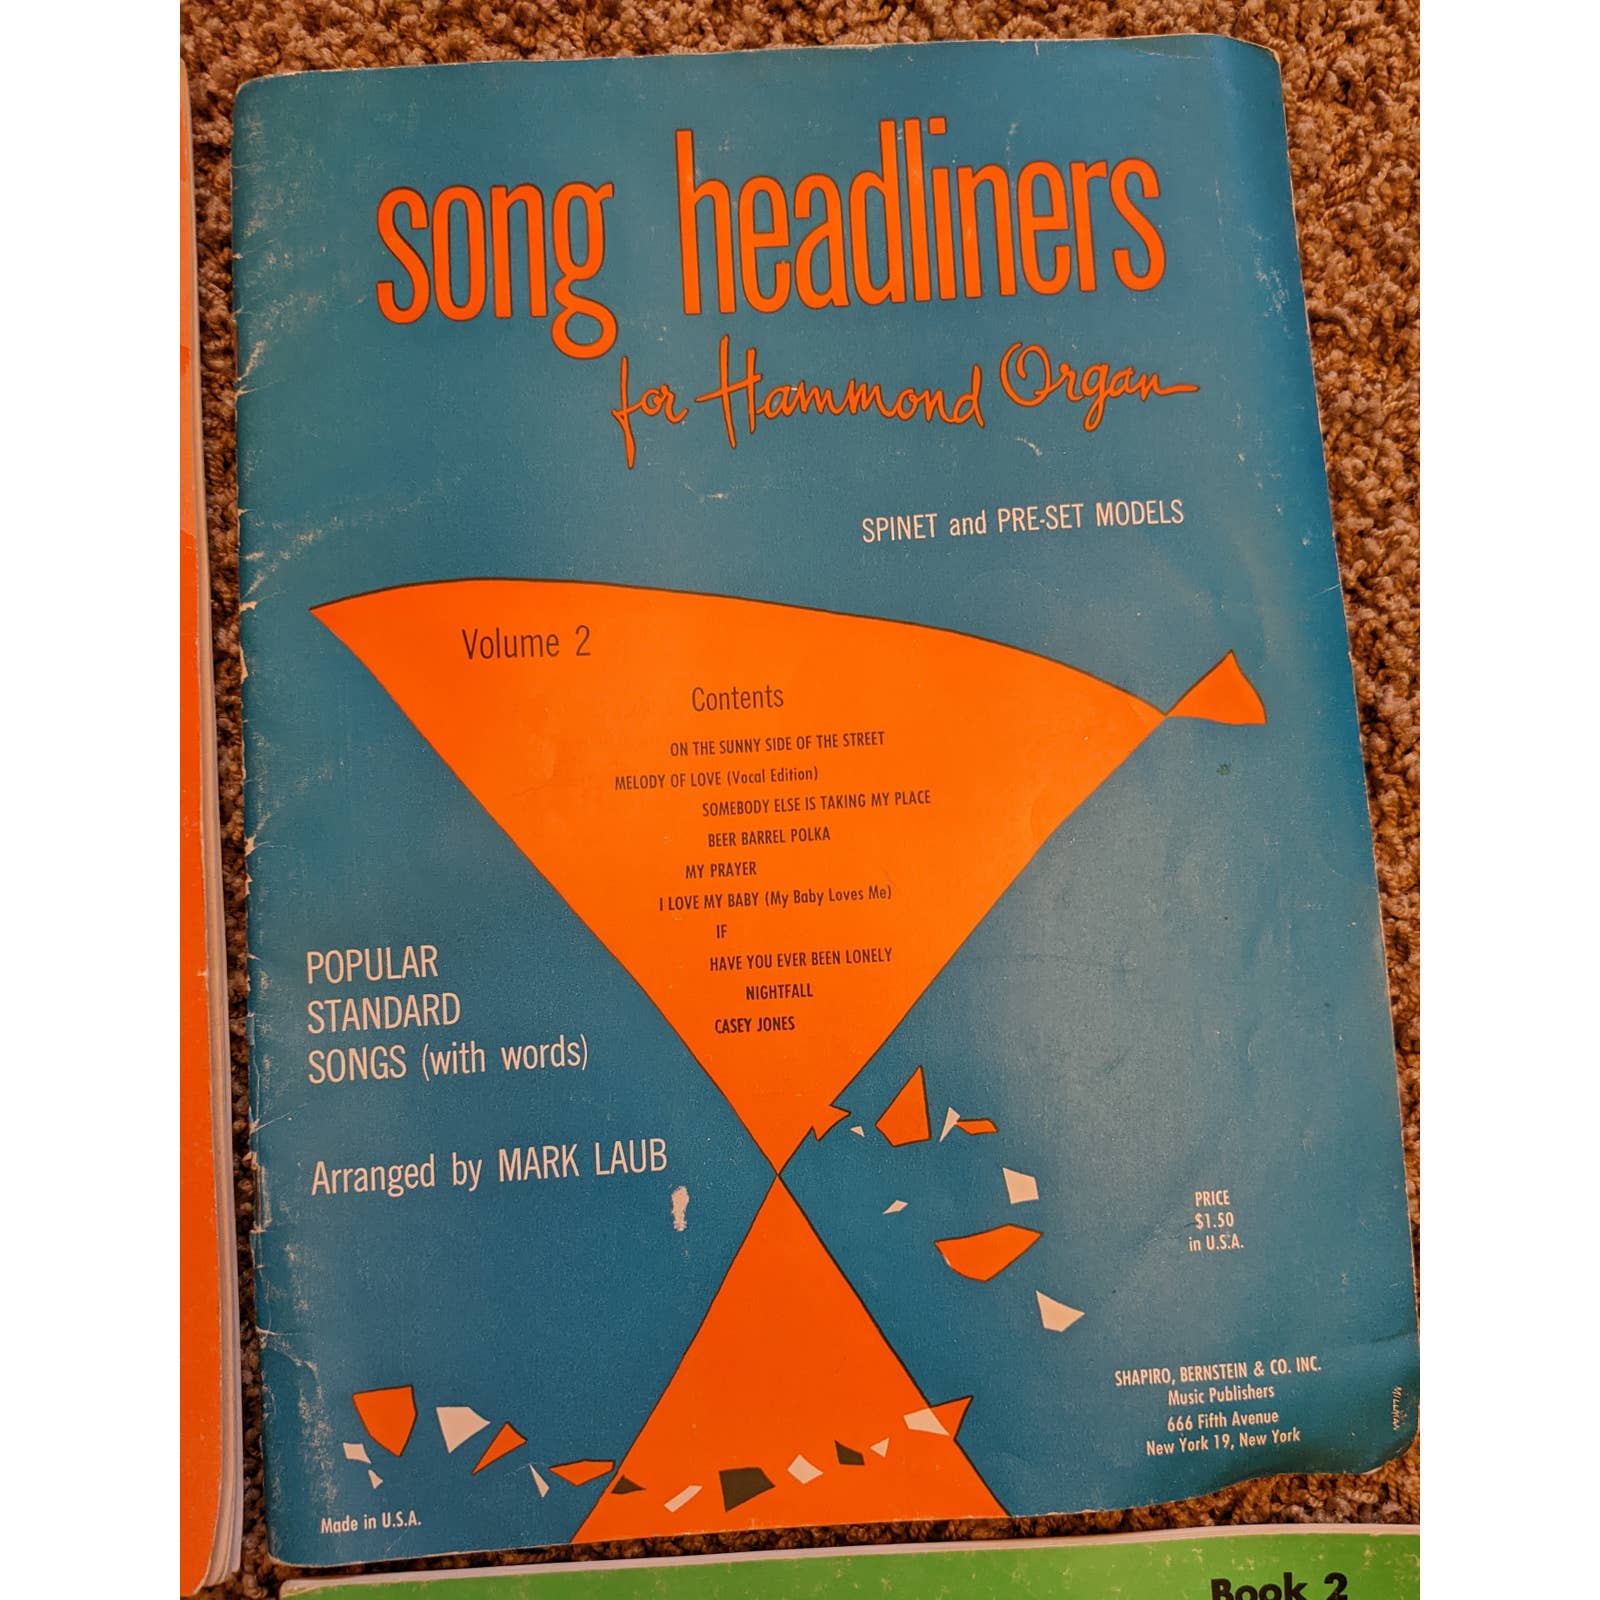 song headliners
for Hammond Organ
SPINET and PRE-SET MODELS
Volume 2
Contents
ON THE SUNNY SIDE OF THE STREET
MELODY OF LOVE (Vocal Edition)
SOMEBODY ELSE IS TAKING MY PLACE
BEER BARREL POLKA
MY PRAYER
I LOVE MY BABY (My Baby Loves Me)
IF
HAVE YOU EVER BEEN LONELY
NIGHTFALL
CASEY JONES
POPULAR
STANDARD
SONGS (with words)
Arranged by MARK LAUB
PRICE
$1.50
in U.S.A.
SHAPIRO, BERNSTEIN & CO. INC.
Music Publishers
666 Fifth Avenue
New York 19, New York
Made in U.S.A.
Book 2